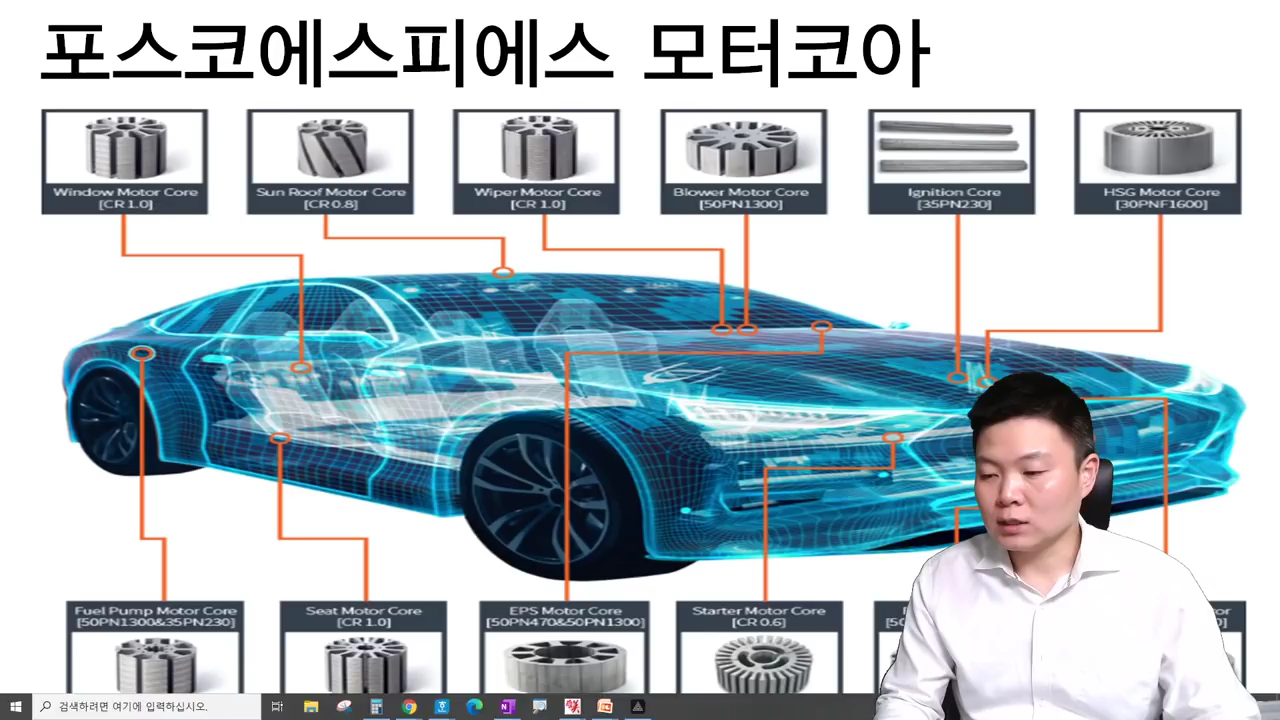 포스코에스피에스 모터코아
Window Motor Core
[CR 1.0]
Sun Roof Motor Core
[CR 0.8]
Wiper Motor Core
[CR 1.0]
Blower Motor Core
[50PN1300]
Ignition Core
[35PN230]
HSG Motor Core
[30PNF1600]
Fuel Pump Motor Core
[50PN1300&35PN230]
Seat Motor Core
[CR 1.0]
EPS Motor Core
[50PN470&50PN1300]
Starter Motor Core
[CR 0.6]
검색하려면 여기에 입력하십시오.